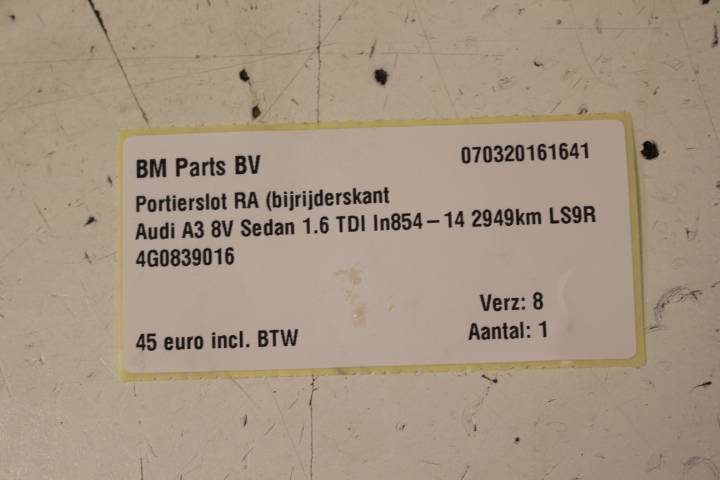 BM Parts BV 070320161641
Portierslot RA (bijrijderskant
Audi A3 8V Sedan 1.6 TDI In854-14 2949km LS9R
4G0839016
Verz: 8
45 euro incl. BTW Aantal: 1